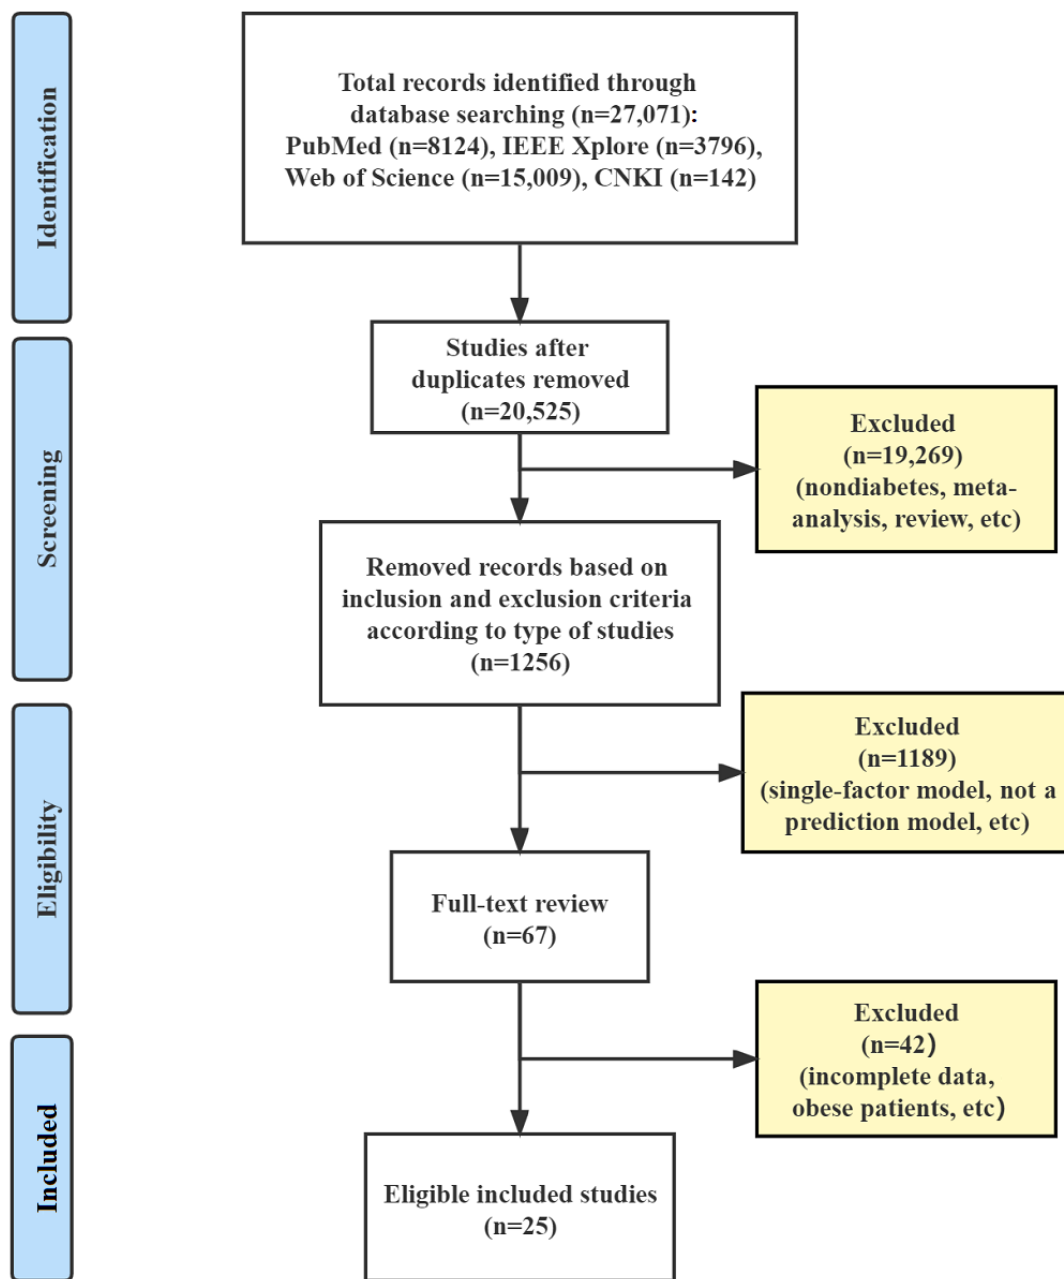 Identification
Total records identified through
database searching (n=27,071):
PubMed (n=8124), IEEE Xplore (n=3796),
Web of Science (n=15,009), CNKI (n=142)
Screening
Studies after
duplicates removed
(n=20,525)
Excluded
(n=19,269)
(nondiabetes, meta-
analysis, review, etc)
Removed records based on
inclusion and exclusion criteria
according to type of studies
(n=1256)
Eligibility
Excluded
(n=1189)
(single-factor model, not a
prediction model, etc)
Full-text review
(n=67)
Excluded
(n=42)
(incomplete data,
obese patients, etc)
Included
Eligible included studies
(n=25)